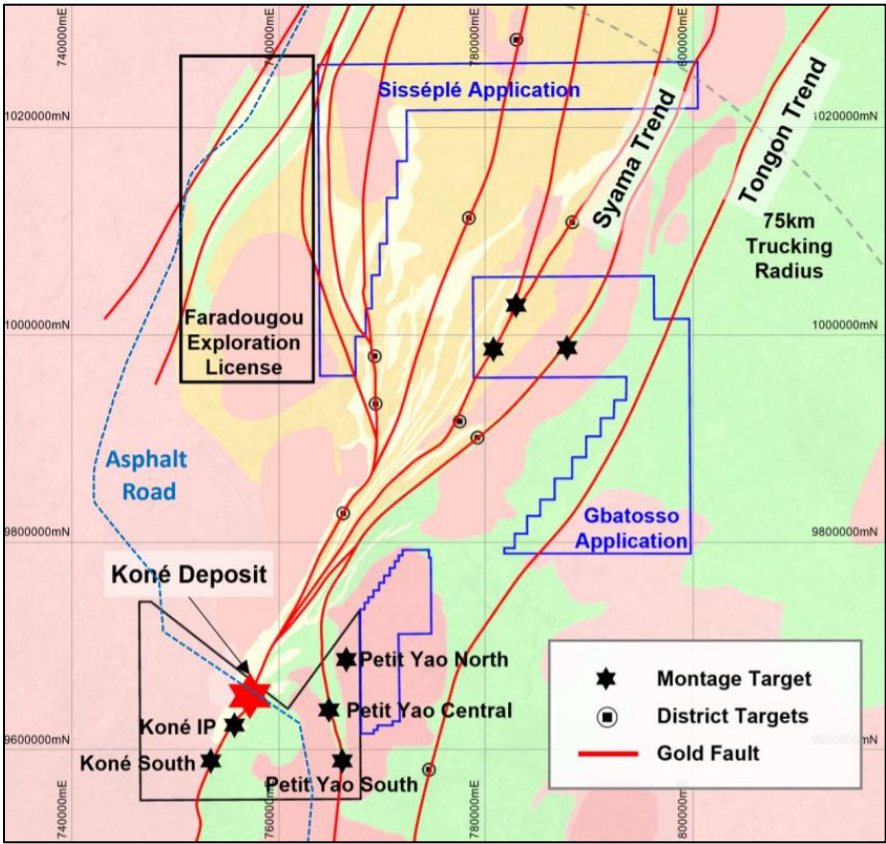 740000mE
760000mE
780000mE
800000mE
Sisséplé Application
1020000mN
1020000mN
Syama Trend
Tongon Trend
75km
Trucking
Radius
Faradougou
Exploration
License
1000000mN
1000000mN
Asphalt
Road
Gbatosso
Application
9800000mN
9800000mN
Koné Deposit
Petit Yao North
Petit Yao Central
Koné IP
Koné South
Petit Yao South
9600000mN
9600000mN
Montage Target
District Targets
Gold Fault
740000mE
760000mE
780000mE
800000mE